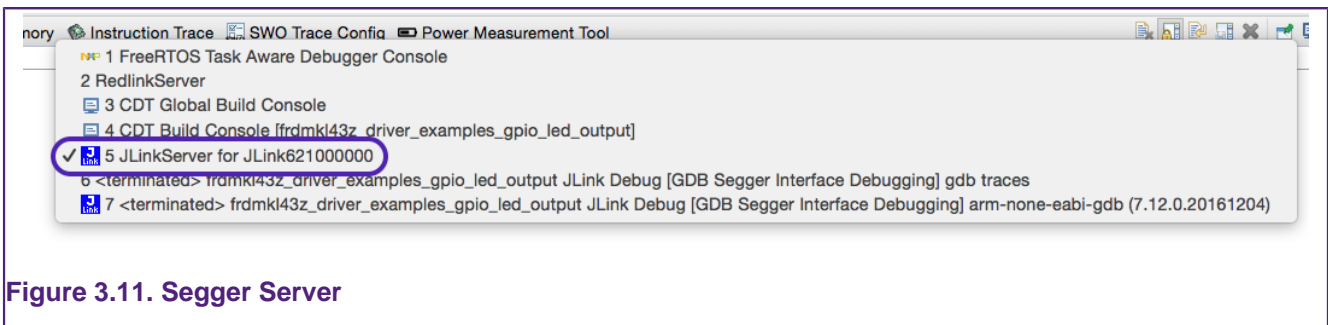 nory Instruction Trace SWO Trace Config Power Measurement Tool
NXP 1 FreeRTOS Task Aware Debugger Console
2 RedlinkServer
3 CDT Global Build Console
4 CDT Build Console [frdmkl43z_driver_examples_gpio_led_output]
✓ J Link 5 JLinkServer for JLink621000000
6 <terminated> frdmkl43z_driver_examples_gpio_led_output JLink Debug [GDB Segger Interface Debugging] gdb traces
J Link 7 <terminated> frdmkl43z_driver_examples_gpio_led_output JLink Debug [GDB Segger Interface Debugging] arm-none-eabi-gdb (7.12.0.20161204)
Figure 3.11. Segger Server